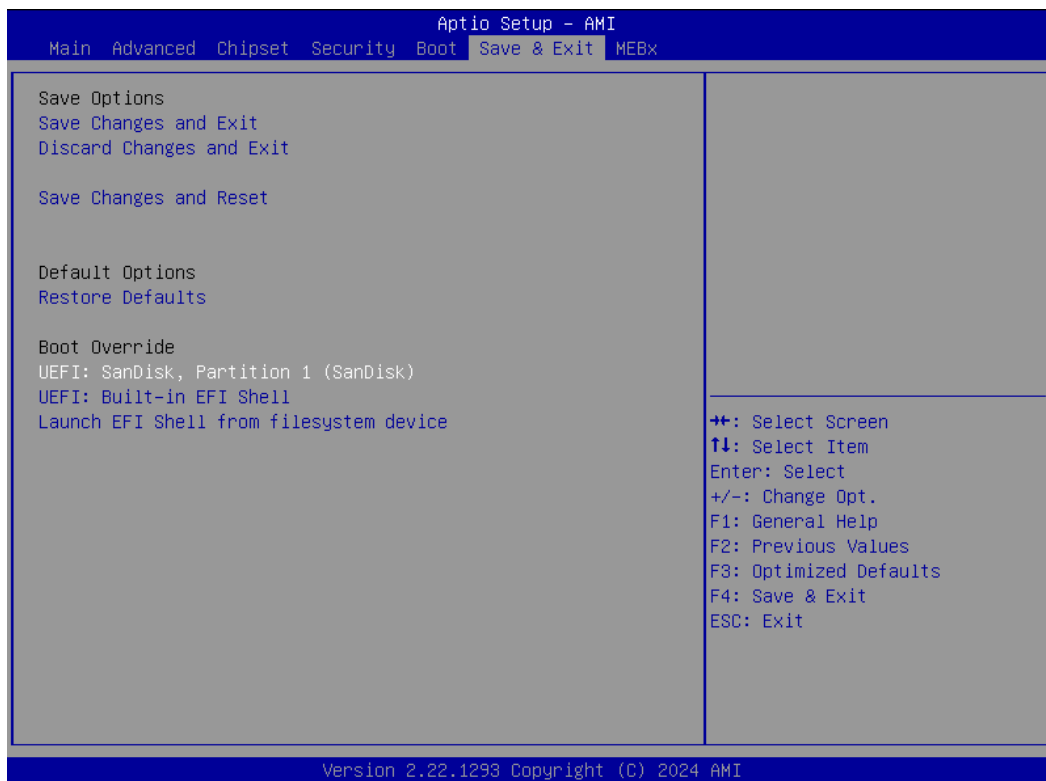 Aptio Setup – AMI
Main Advanced Chipset Security Boot Save & Exit MEBx
Save Options
Save Changes and Exit
Discard Changes and Exit
Save Changes and Reset
Default Options
Restore Defaults
Boot Override
UEFI: SanDisk, Partition 1 (SanDisk)
UEFI: Built-in EFI Shell
Launch EFI Shell from filesystem device
→←: Select Screen
↑↓: Select Item
Enter: Select
+/-: Change Opt.
F1: General Help
F2: Previous Values
F3: Optimized Defaults
F4: Save & Exit
ESC: Exit
Version 2.22.1293 Copyright (C) 2024 AMI